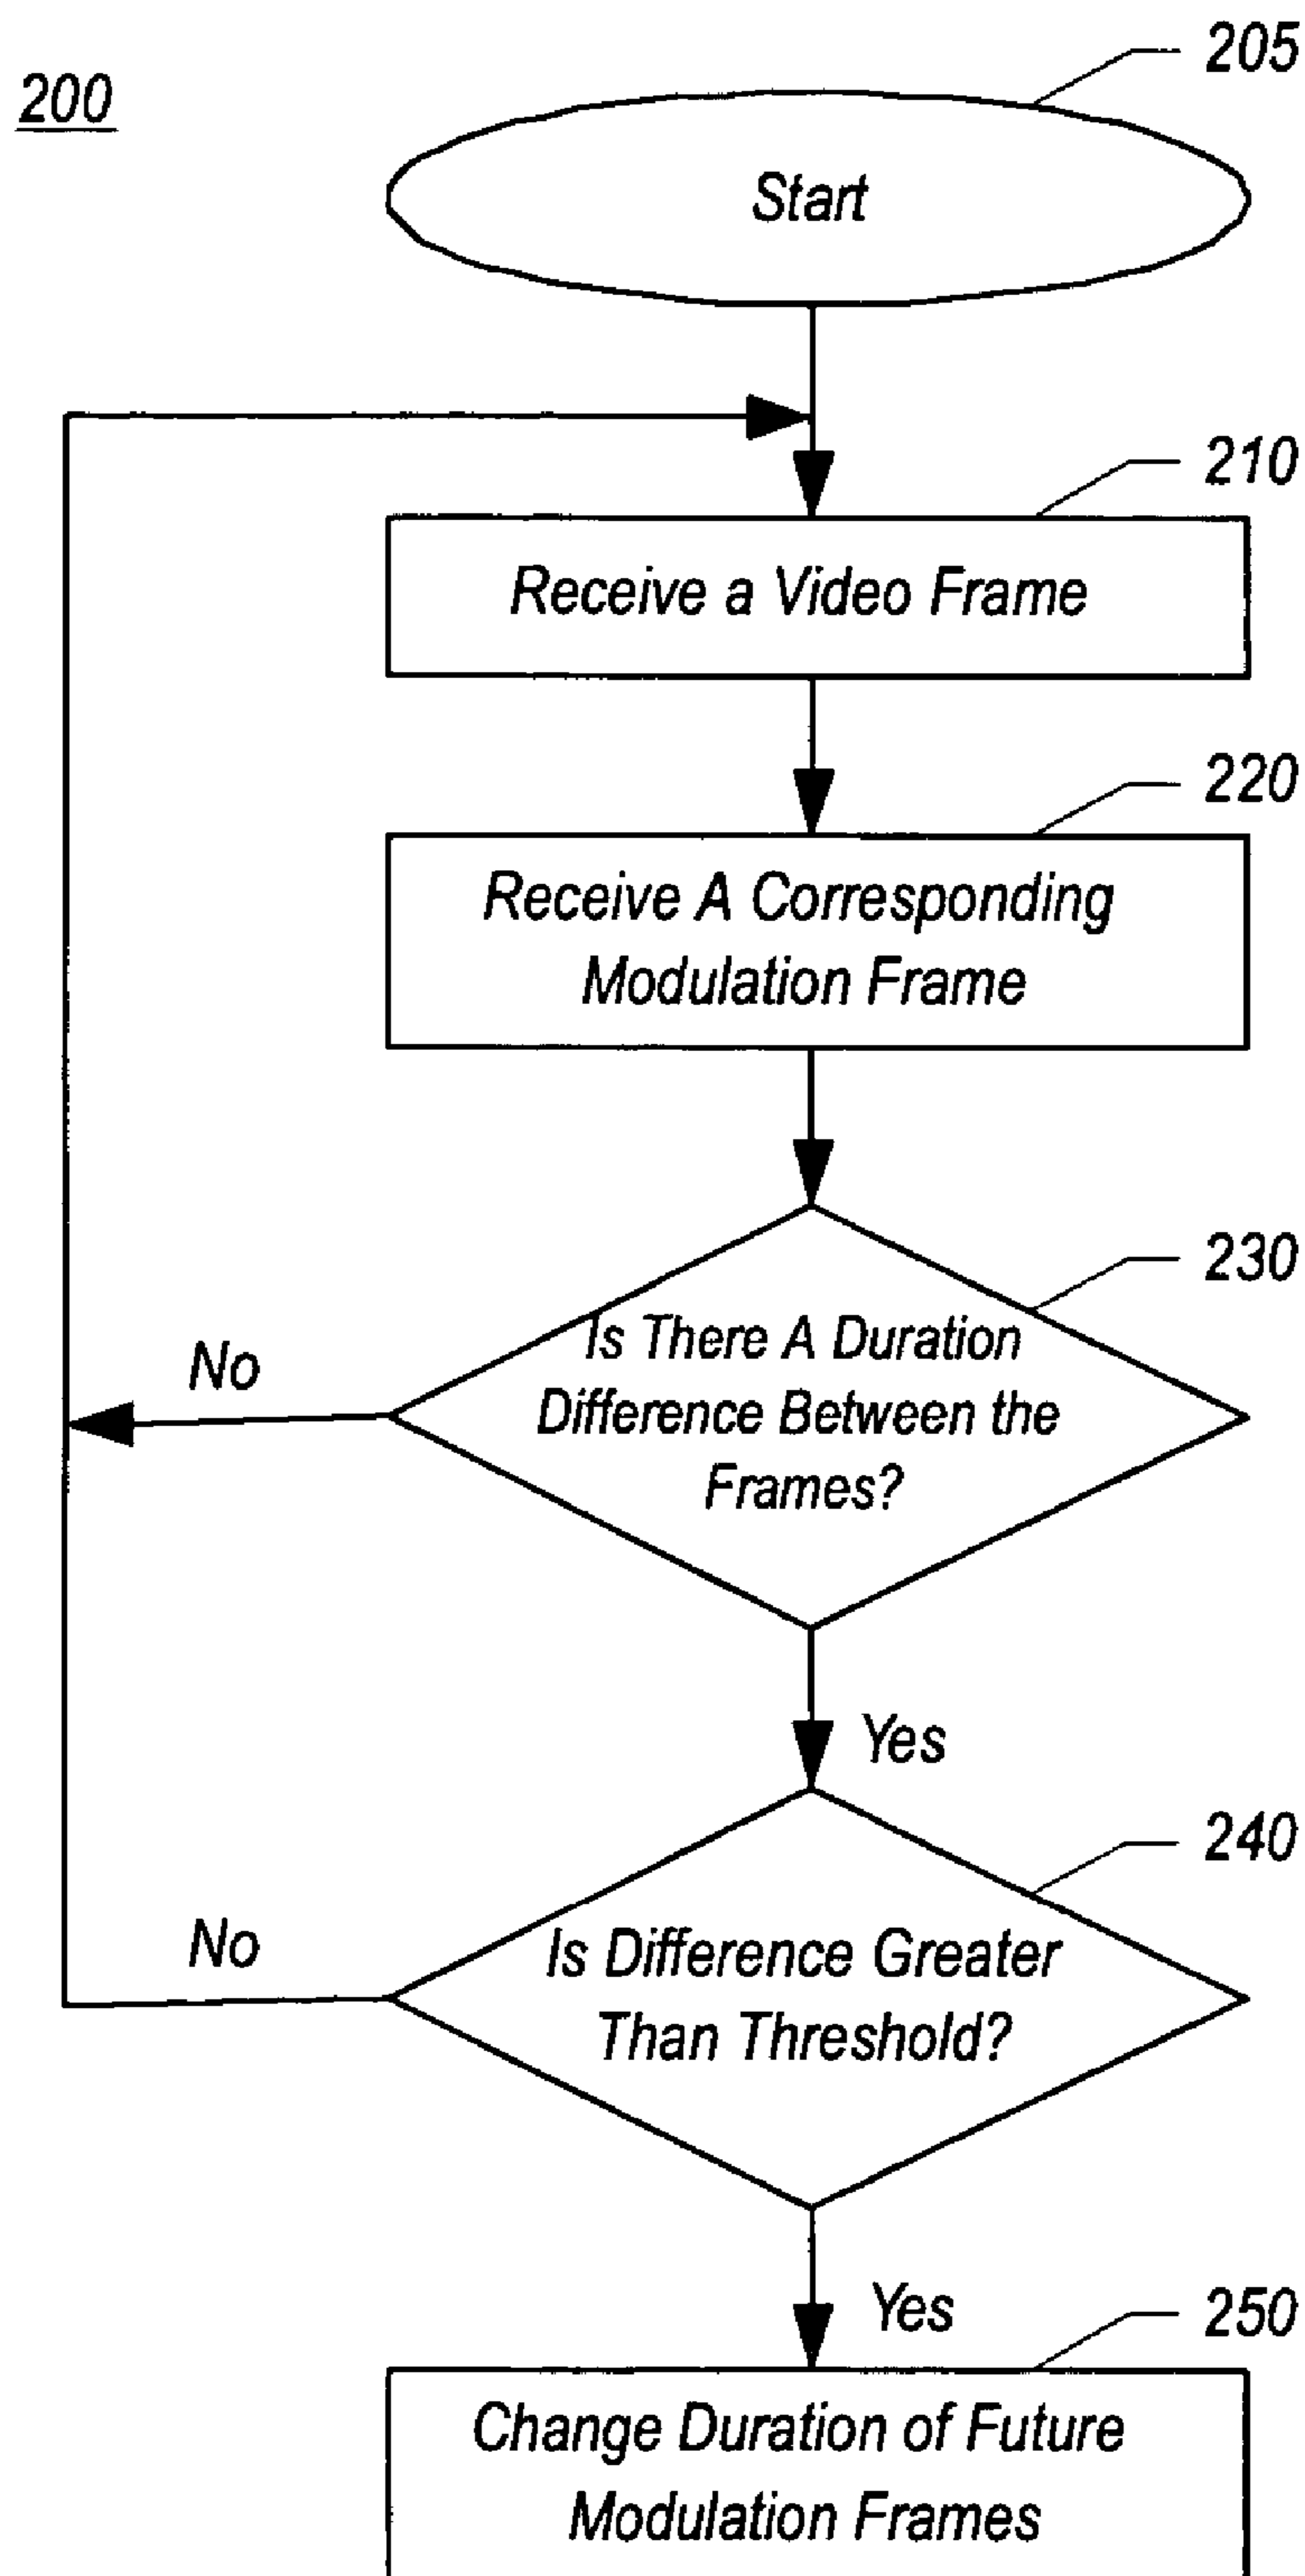 200
205
Start
210
Receive a Video Frame
220
Receive A Corresponding
Modulation Frame
230
Is There A Duration
Difference Between the
Frames?
No
Yes
240
Is Difference Greater
Than Threshold?
No
Yes
250
Change Duration of Future
Modulation Frames